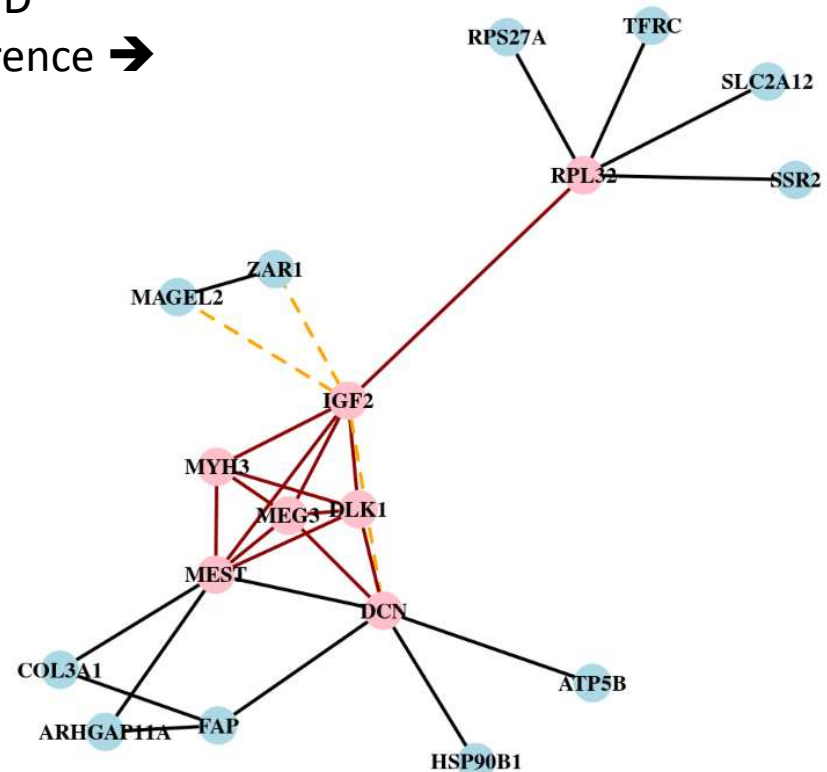 D
rence ➔
RPS27A
TFRC
SLC2A12
RPL32
SSR2
ZAR1
MAGEL2
IGF2
MYH3
MEG3
DLK1
MEST
DCN
COL3A1
ATP5B
ARHGAP11A
FAP
HSP90B1